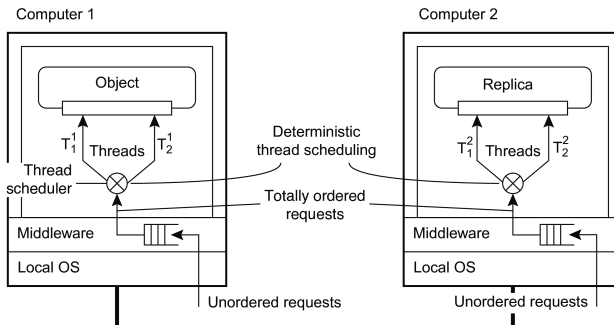 Computer 1
Computer 2
Object
Replica
T₁¹
Threads
T₂¹
Deterministic
thread scheduling
T₁²
Threads
T₂²
Thread
scheduler
Totally ordered
requests
Middleware
Middleware
Local OS
Local OS
Unordered requests
Unordered requests